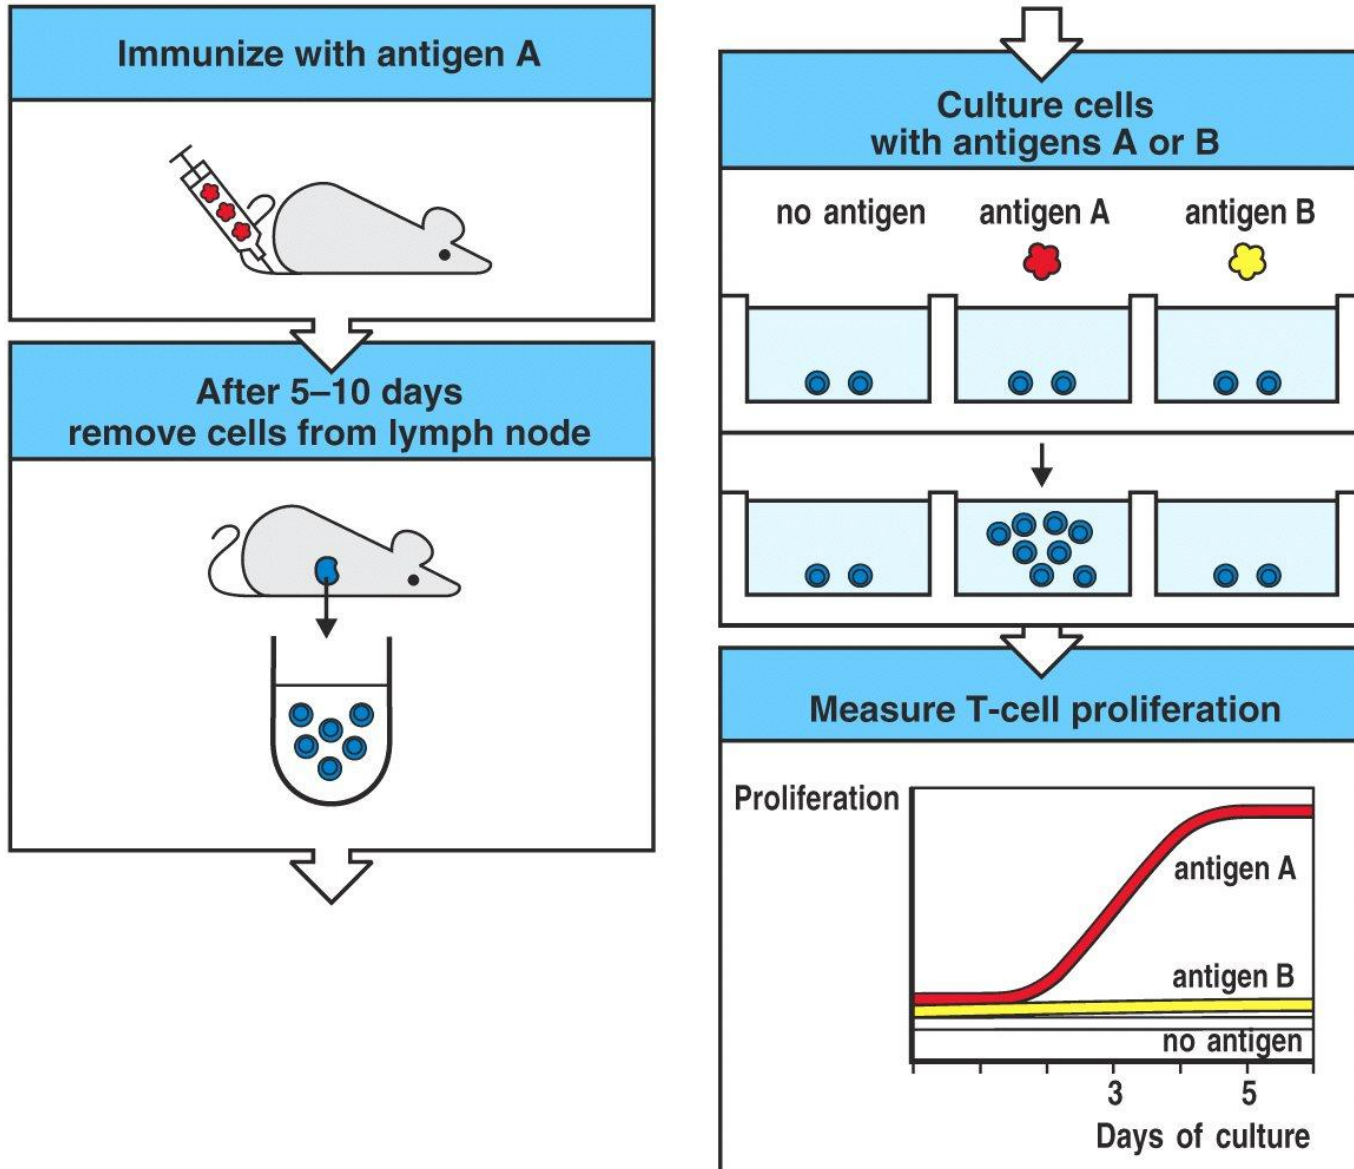 Immunize with antigen A
After 5–10 days
remove cells from lymph node
Culture cells
with antigens A or B
no antigen
antigen A
antigen B
Measure T-cell proliferation
Proliferation
antigen A
antigen B
no antigen
3
5
Days of culture